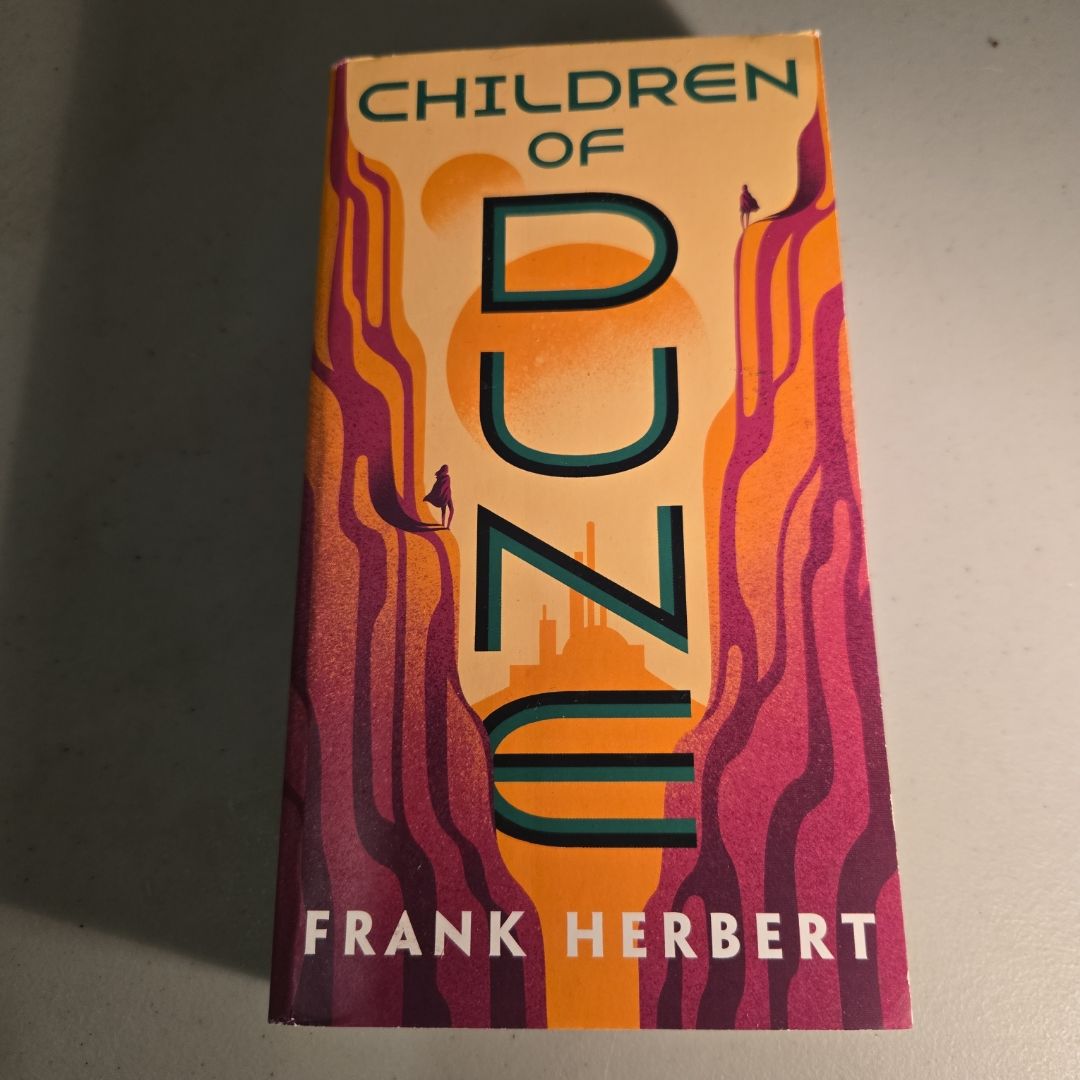 CHILDREN
OF
DUNE
FRANK HERBERT